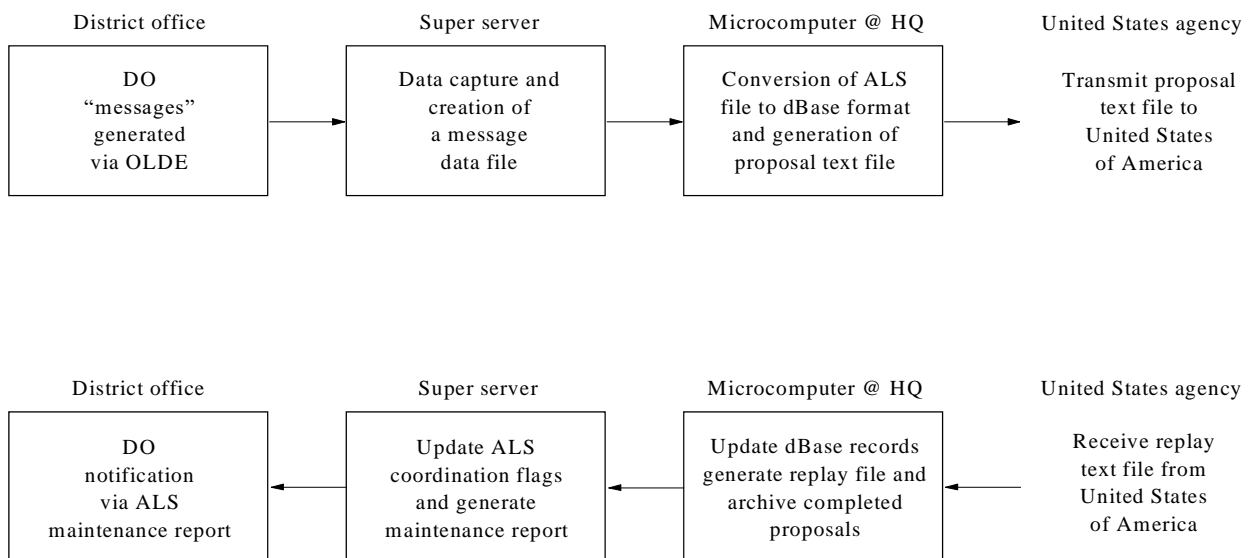 District office
Super server
Microcomputer @ HQ
United States agency
DO
“messages”
generated
via OLDE
Data capture and
creation of
a message
data file
Conversion of ALS
file to dBase format
and generation of
proposal text file
Transmit proposal
text file to
United States
of America
District office
Super server
Microcomputer @ HQ
United States agency
DO
notification
via ALS
maintenance report
Update ALS
coordination flags
and generate
maintenance report
Update dBase records
generate replay file and
archive completed
proposals
Receive replay
text file from
United States
of America